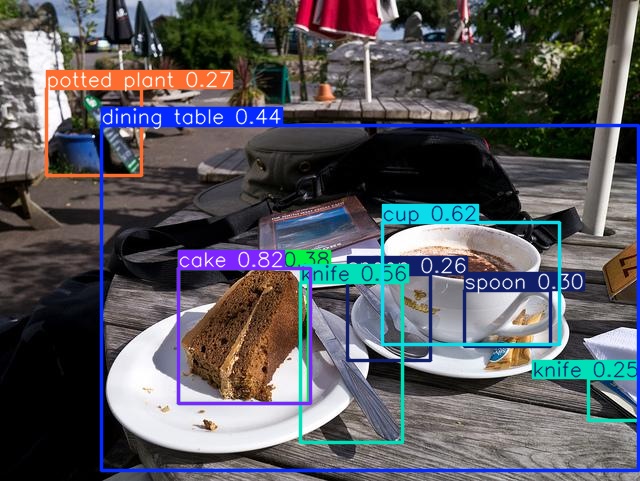 potted plant 0.27
dining table 0.44
cup 0.62
cake 0.82
0.38
0.26
knife 0.56
spoon 0.30
knife 0.25